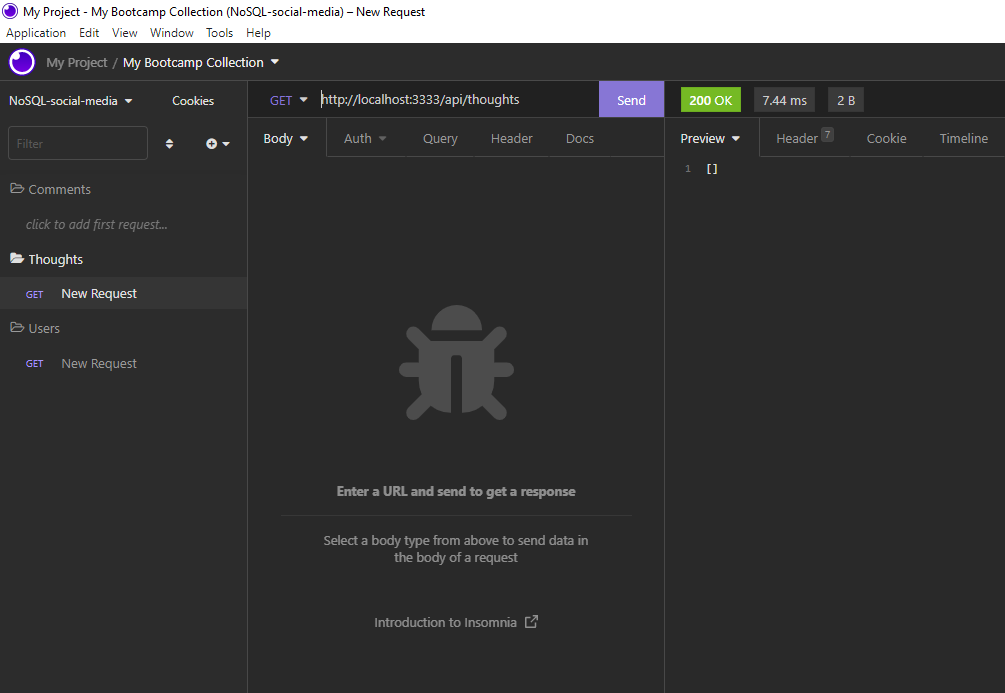 My Project - My Bootcamp Collection (NoSQL-social-media) – New Request
Application Edit View Window Tools Help
My Project / My Bootcamp Collection
NoSQL-social-media Cookies
GET http://localhost:3333/api/thoughts Send 200 OK 7.44 ms 2 B
Filter
Body Auth Query Header Docs
Preview Header 7 Cookie Timeline
1 []
Comments
click to add first request...
Thoughts
GET New Request
Users
GET New Request
Enter a URL and send to get a response
Select a body type from above to send data in
the body of a request
Introduction to Insomnia